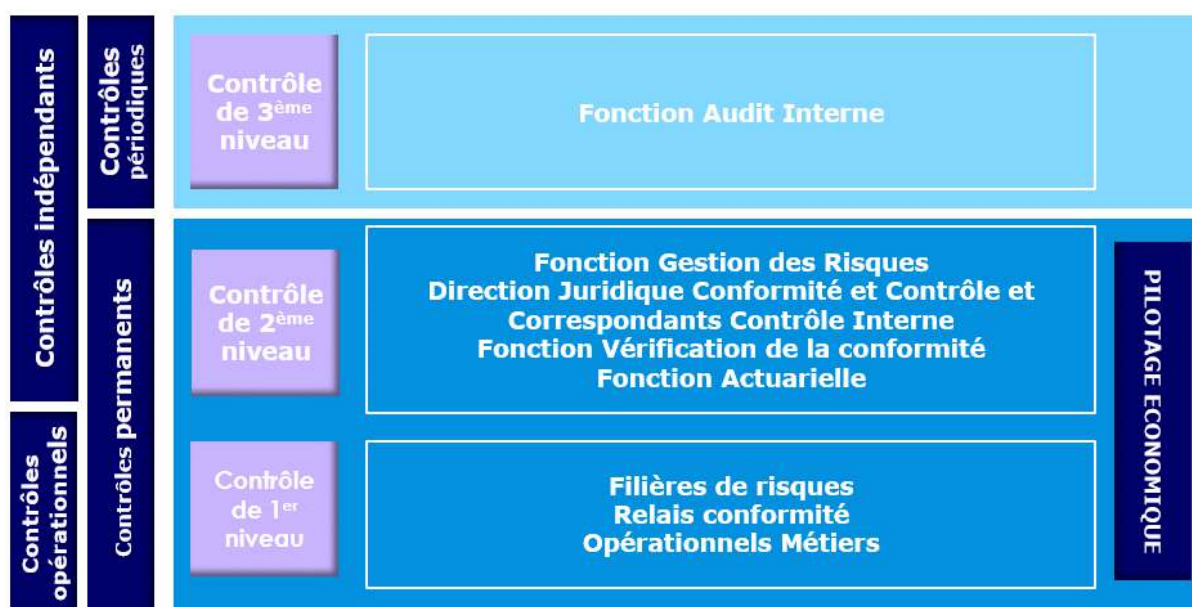 Contrôles indépendants
Contrôles
périodiques
Contrôle
de 3ème
niveau
Fonction Audit Interne
Contrôles permanents
Contrôle
de 2ème
niveau
Fonction Gestion des Risques
Direction Juridique Conformité et Contrôle et
Correspondants Contrôle Interne
Fonction Vérification de la conformité
Fonction Actuarielle
PILOTAGE ECONOMIQUE
Contrôles
opérationnels
Contrôle
de 1er
niveau
Filières de risques
Relais conformité
Opérationnels Métiers